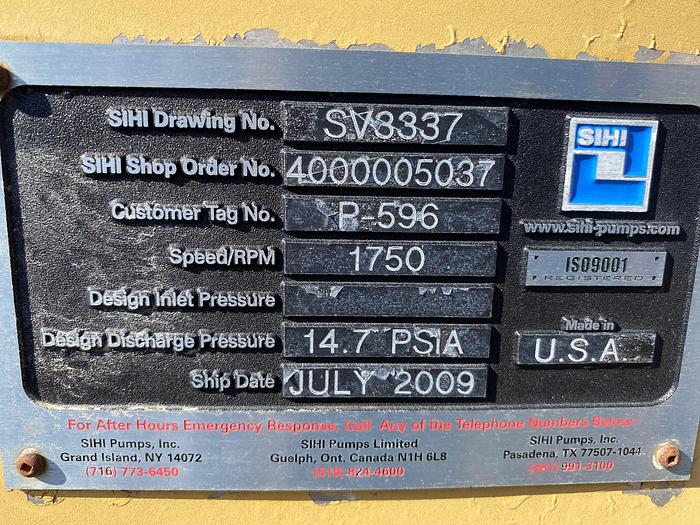 SIHI Drawing No. SV8337
SIHI
SIHI Shop Order No. 4000005037
Customer Tag No. P-596
www.sihi-pumps.com
Speed/RPM 1750
ISO9001
REGISTERED
Design Inlet Pressure
Made in
Design Discharge Pressure 14.7 PSIA
U.S.A
Ship Date JULY 2009
For After Hours Emergency Response, Call Any of the Telephone Numbers Below:
SIHI Pumps, Inc.
Grand Island, NY 14072
(716) 773-6450
SIHI Pumps Limited
Guelph, Ont. Canada N1H 6L8
(519) 824-4600
SIHI Pumps, Inc.
Pasadena, TX 77507-1044
(281) 991-3100